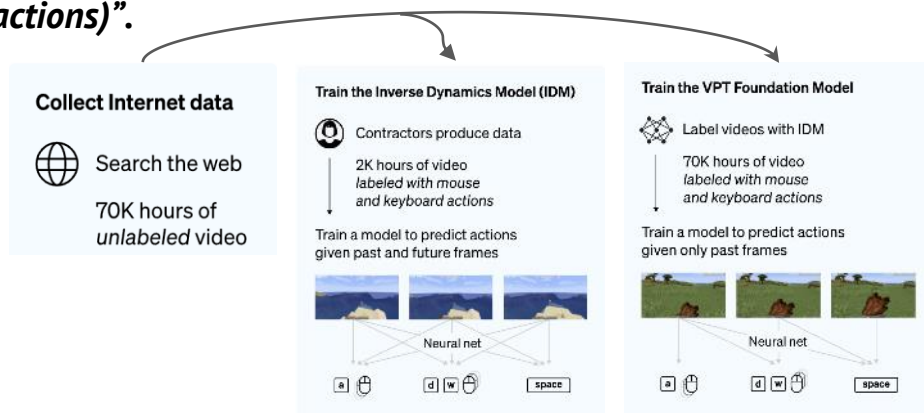 actions)".
Collect Internet data
Search the web
70K hours of
unlabeled video
Train the Inverse Dynamics Model (IDM)
Contractors produce data
2K hours of video
labeled with mouse
and keyboard actions
Train a model to predict actions
given past and future frames
Neural net
a
d w
space
Train the VPT Foundation Model
Label videos with IDM
70K hours of video
labeled with mouse
and keyboard actions
Train a model to predict actions
given only past frames
Neural net
a
d w
space